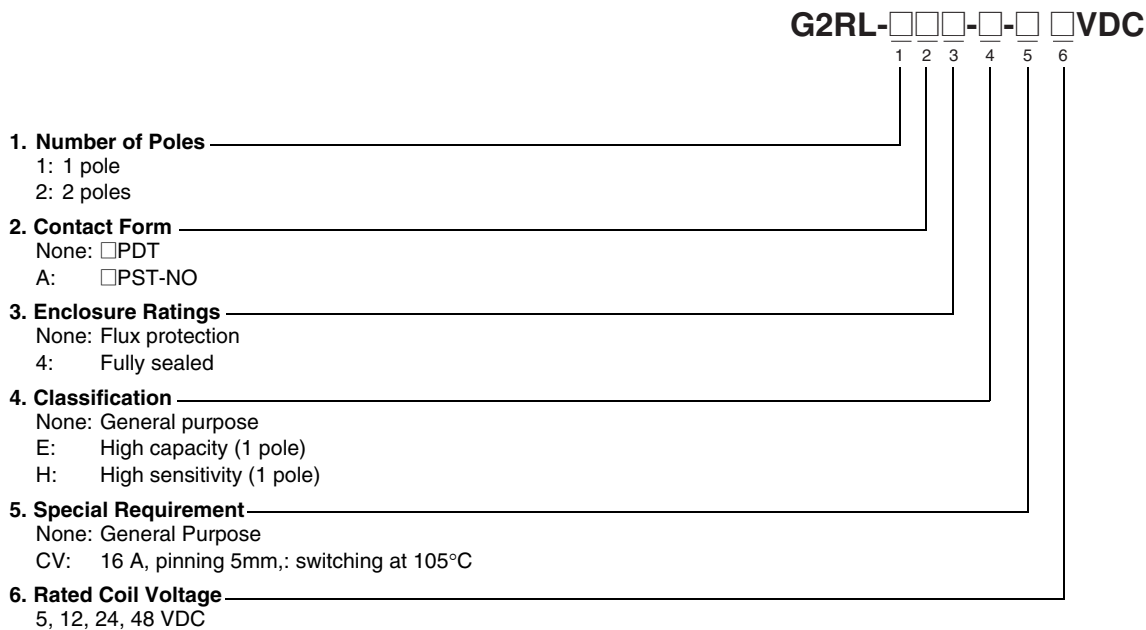 G2RL-□□□-□-□ □VDC
1 2 3 4 5 6
1. Number of Poles
1: 1 pole
2: 2 poles
2. Contact Form
None: □PDT
A: □PST-NO
3. Enclosure Ratings
None: Flux protection
4: Fully sealed
4. Classification
None: General purpose
E: High capacity (1 pole)
H: High sensitivity (1 pole)
5. Special Requirement
None: General Purpose
CV: 16 A, pinning 5mm,: switching at 105°C
6. Rated Coil Voltage
5, 12, 24, 48 VDC